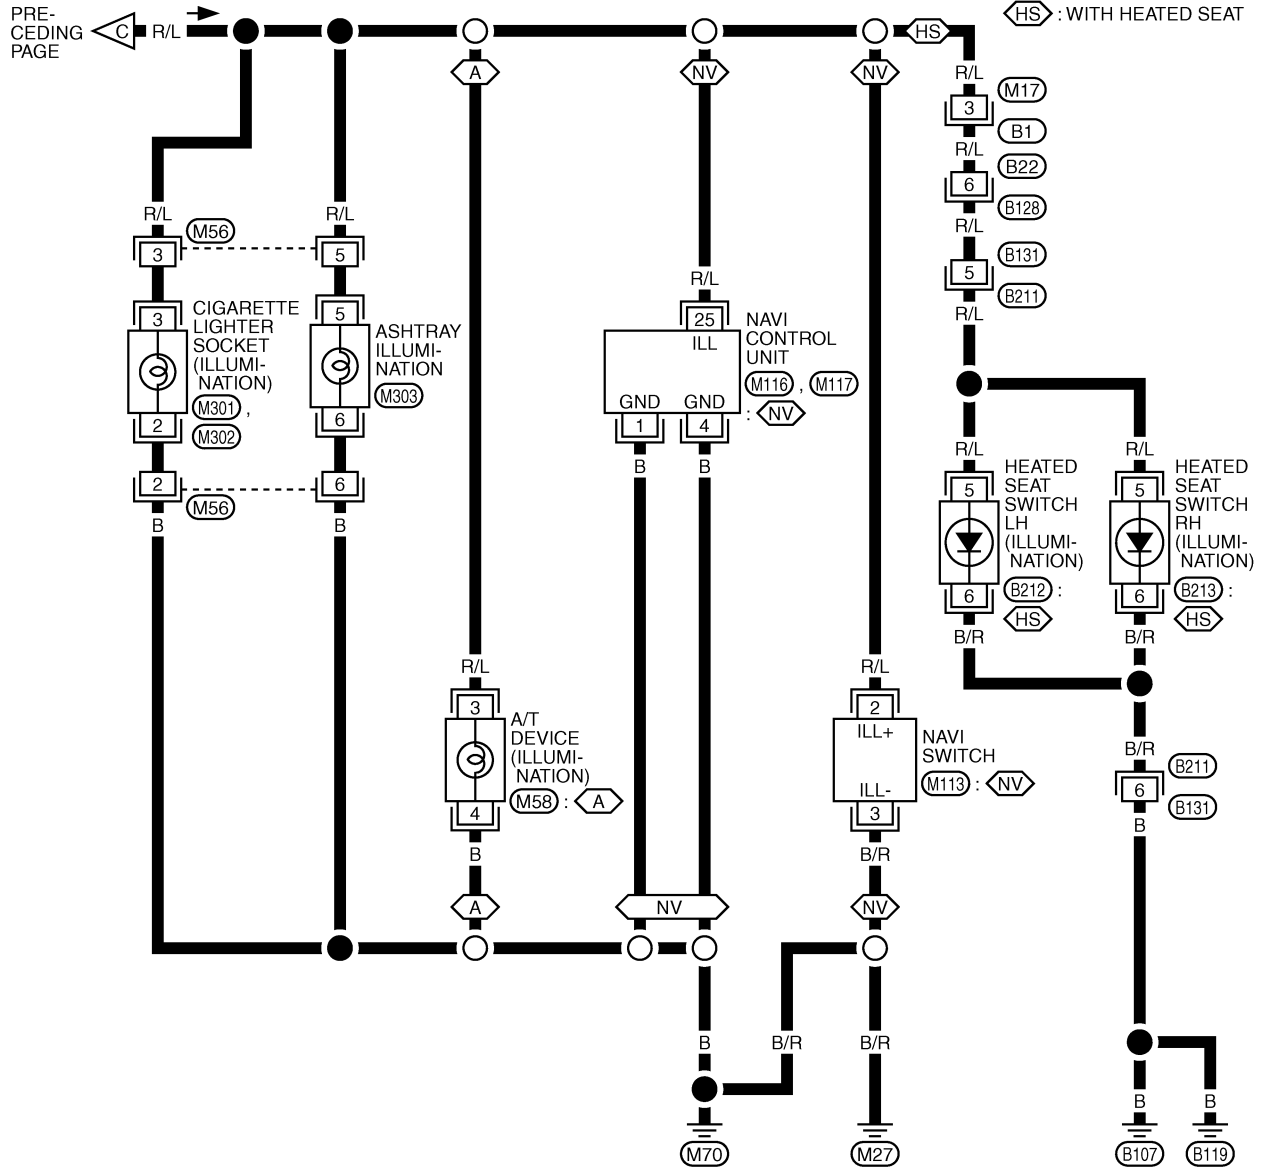 PRE-
CEDING
PAGE
C
R/L
HS
HS : WITH HEATED SEAT
A
NV
NV
R/L
3
M17
B1
R/L
6
B22
B128
R/L
5
B131
B211
R/L
R/L
3
M56
R/L
5
3
CIGARETTE
LIGHTER
SOCKET
(ILLUMI-
NATION)
M301 ,
M302
2
5
ASHTRAY
ILLUMI-
NATION
M303
6
2
M56
6
B
B
R/L
25
ILL
NAVI
CONTROL
UNIT
M116 , M117
: NV
GND
GND
1
4
B
B
R/L
5
HEATED
SEAT
SWITCH
LH
(ILLUMI-
NATION)
B212 :
HS
6
B/R
R/L
5
HEATED
SEAT
SWITCH
RH
(ILLUMI-
NATION)
B213 :
HS
6
B/R
R/L
3
A/T
DEVICE
(ILLUMI-
NATION)
M58 : A
4
B
A
NV
R/L
2
ILL+
NAVI
SWITCH
M113 : NV
ILL-
3
B/R
NV
B/R
B211
6
B131
B
B
B/R
B/R
B
B
M70
M27
B107
B119